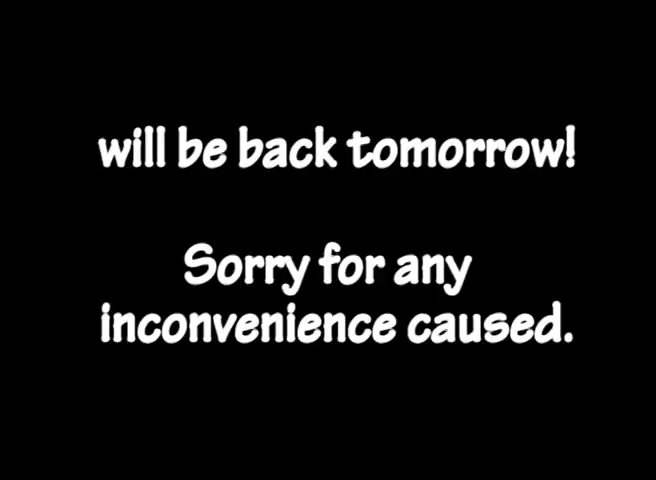 will be back tomorrow!
Sorry for any
inconvenience caused.